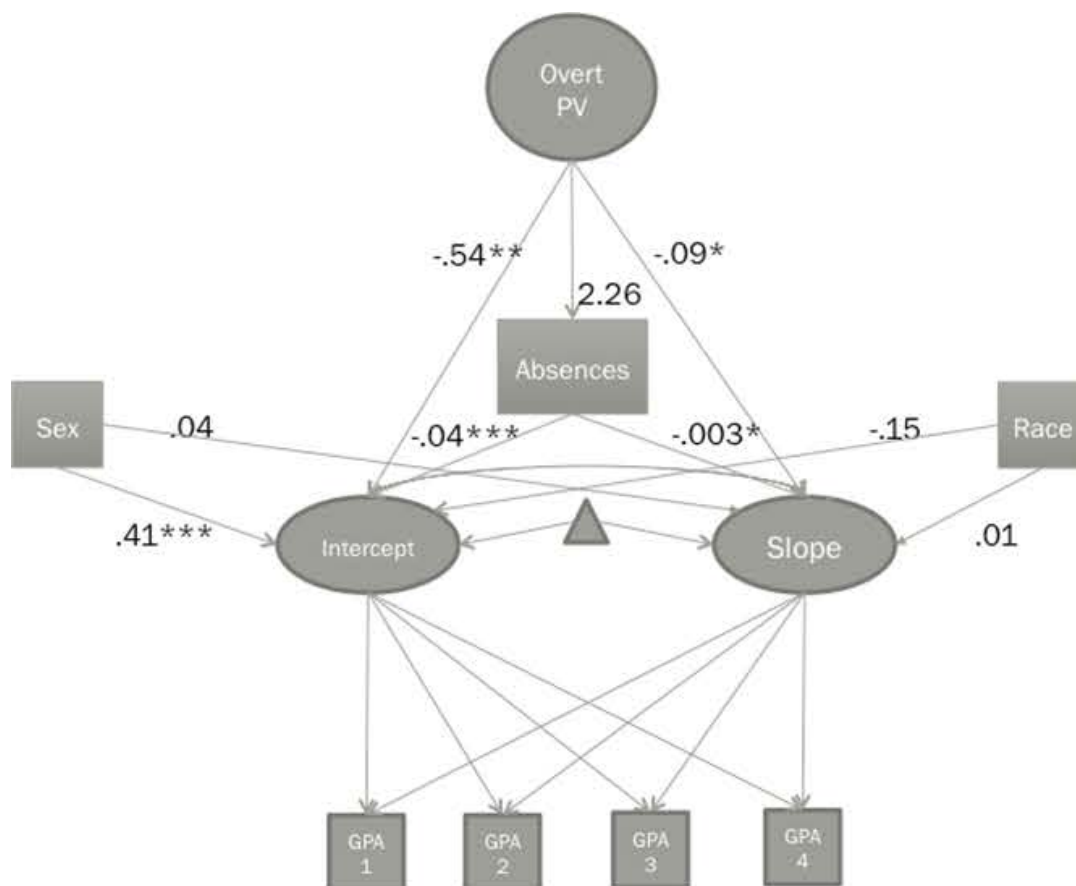 Overt
PV
-.54**
-.09*
2.26
Absences
Sex
.04
-.04***
-.003*
-.15
Race
.41***
Intercept
Slope
.01
GPA
1
GPA
2
GPA
3
GPA
4